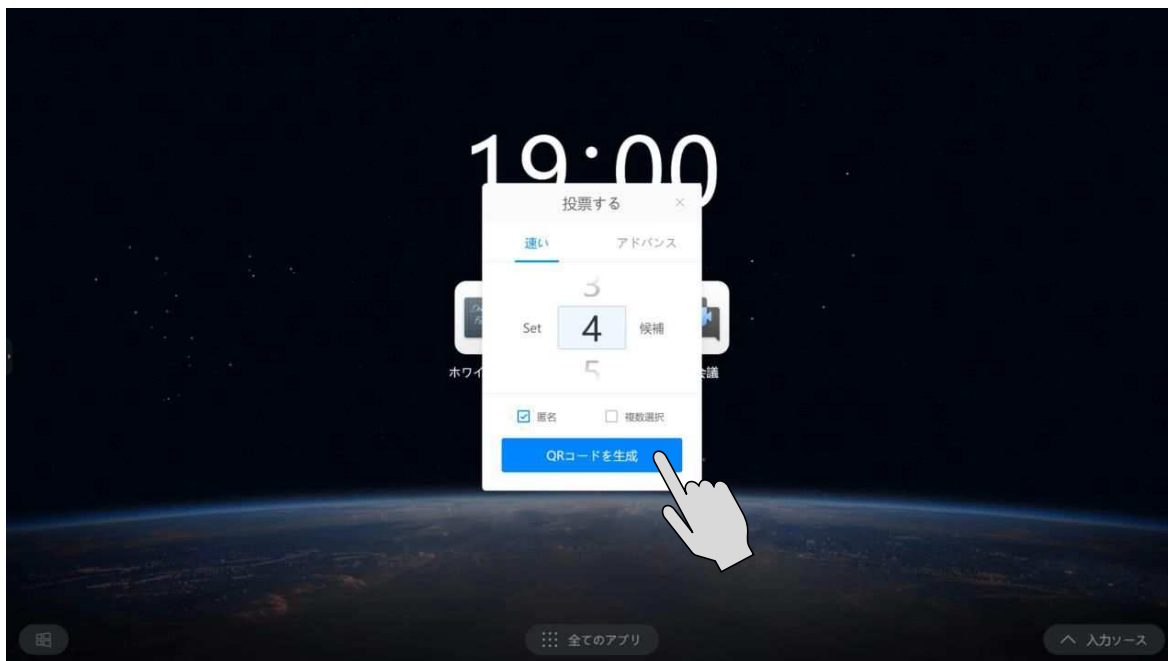 19:00
投票する ×
速い アドバンス
3
Set 4 候補
5
ホワイ 会議
匿名 複数選択
QRコードを生成
全てのアプリ
入力ソース